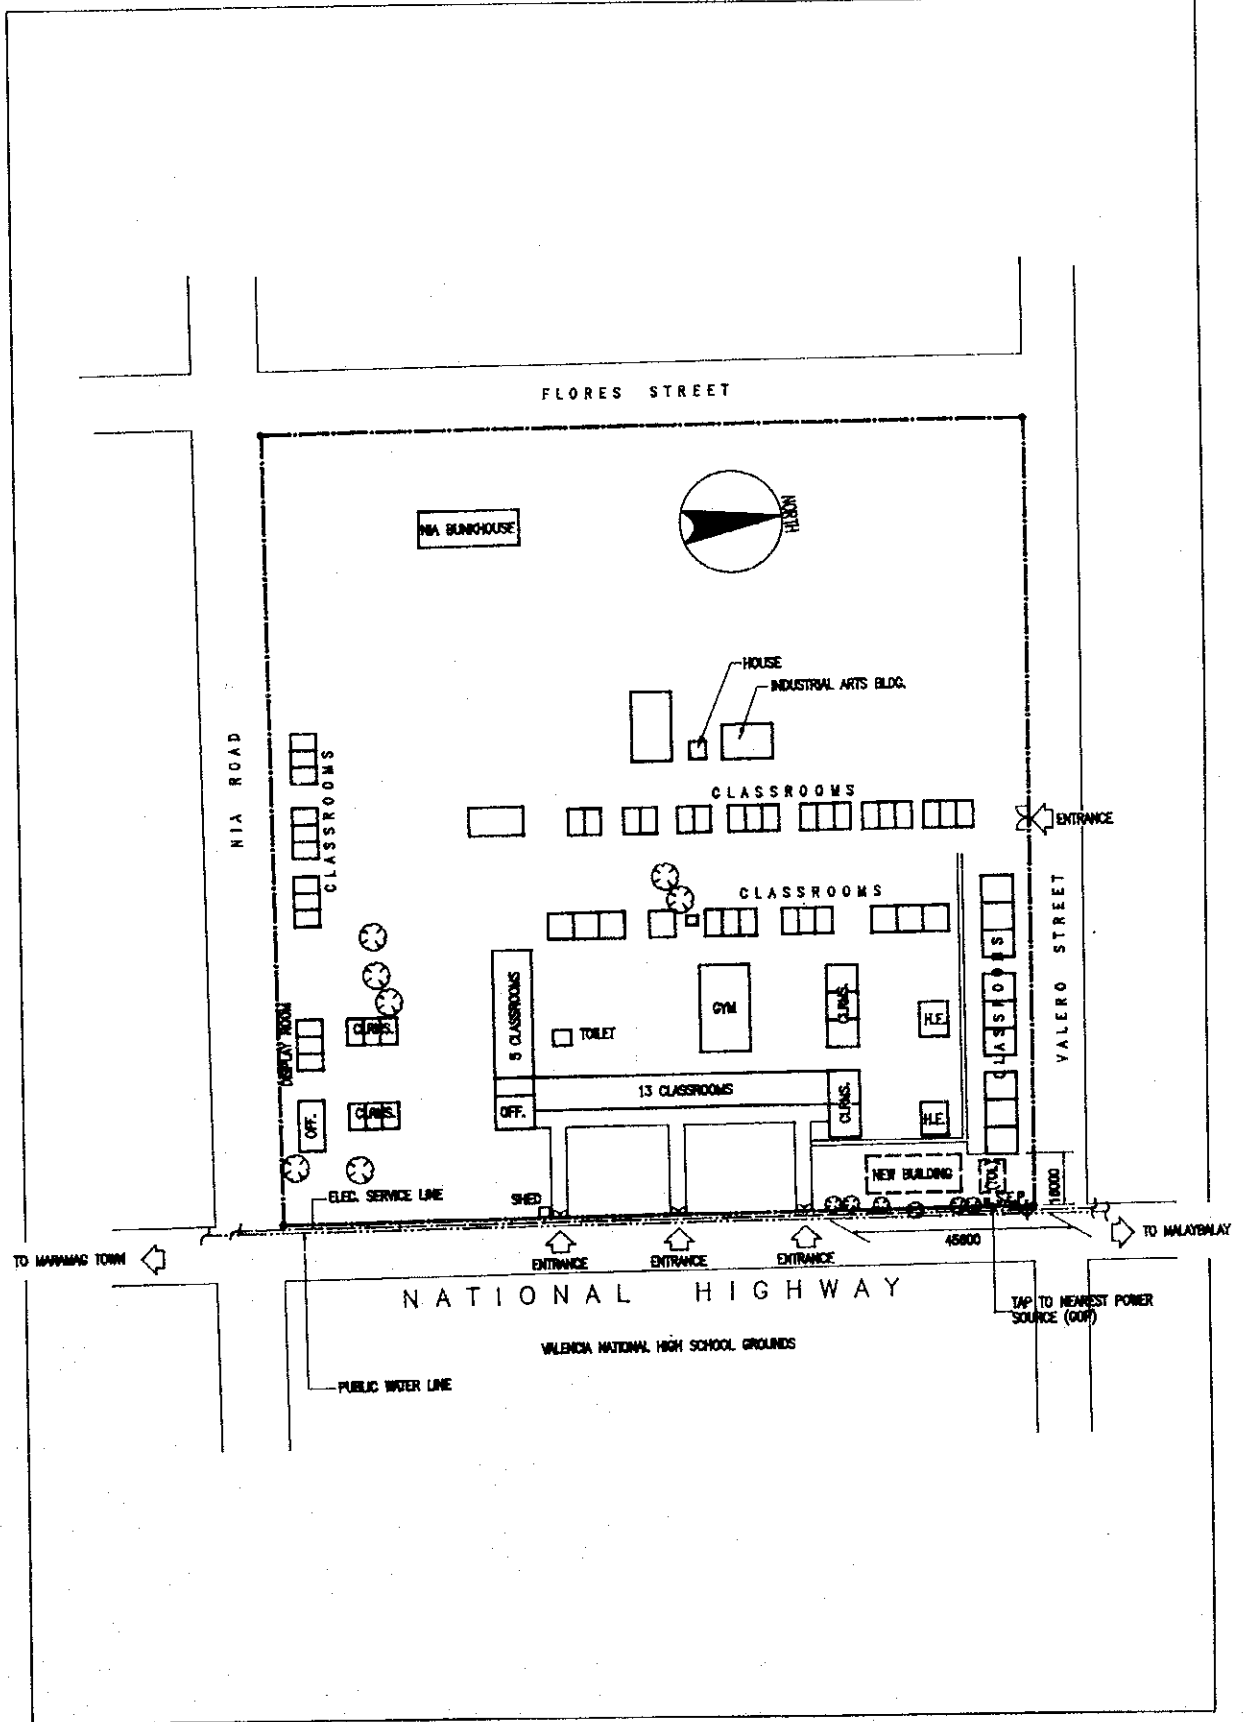 FLORES STREET
NORTH
NIA BUNKHOUSE
HOUSE
INDUSTRIAL ARTS BLDG.
NIA ROAD
CLASSROOMS
CLASSROOMS
ENTRANCE
CLASSROOMS
VALERO STREET
CLASSROOMS
5 CLASSROOMS
GYM
CLRMS.
H.E.
DISPLAY ROOM
CLRMS.
TOILET
13 CLASSROOMS
OFF.
CLRMS.
OFF.
CLRMS.
H.E.
NEW BUILDING
18000
ELEC. SERVICE LINE
SHED
TO MARAMAG TOWN
ENTRANCE
ENTRANCE
ENTRANCE
45600
TO MALAYBALAY
NATIONAL HIGHWAY
TAP TO NEAREST POWER
SOURCE (GOP)
VALENCIA NATIONAL HIGH SCHOOL GROUNDS
PUBLIC WATER LINE